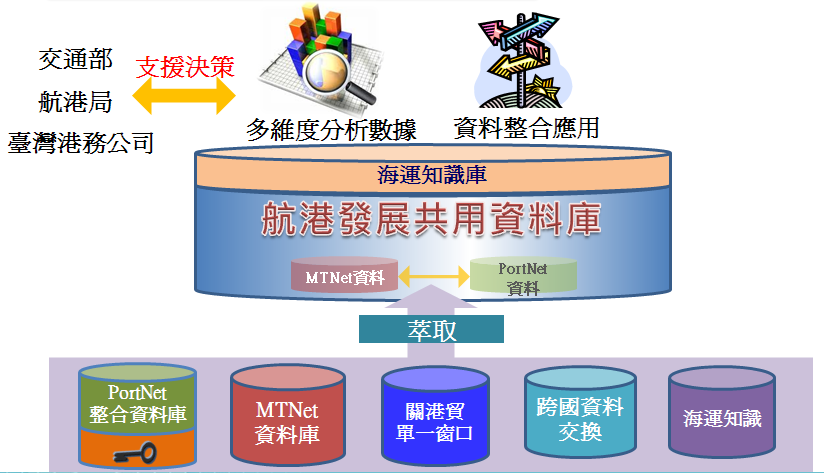 交通部
航港局
臺灣港務公司
支援決策
多維度分析數據
資料整合應用
海運知識庫
航港發展共用資料庫
MTNet資料
PortNet
資料
萃取
PortNet
整合資料庫
MTNet
資料庫
關港貿
單一窗口
跨國資料
交換
海運知識